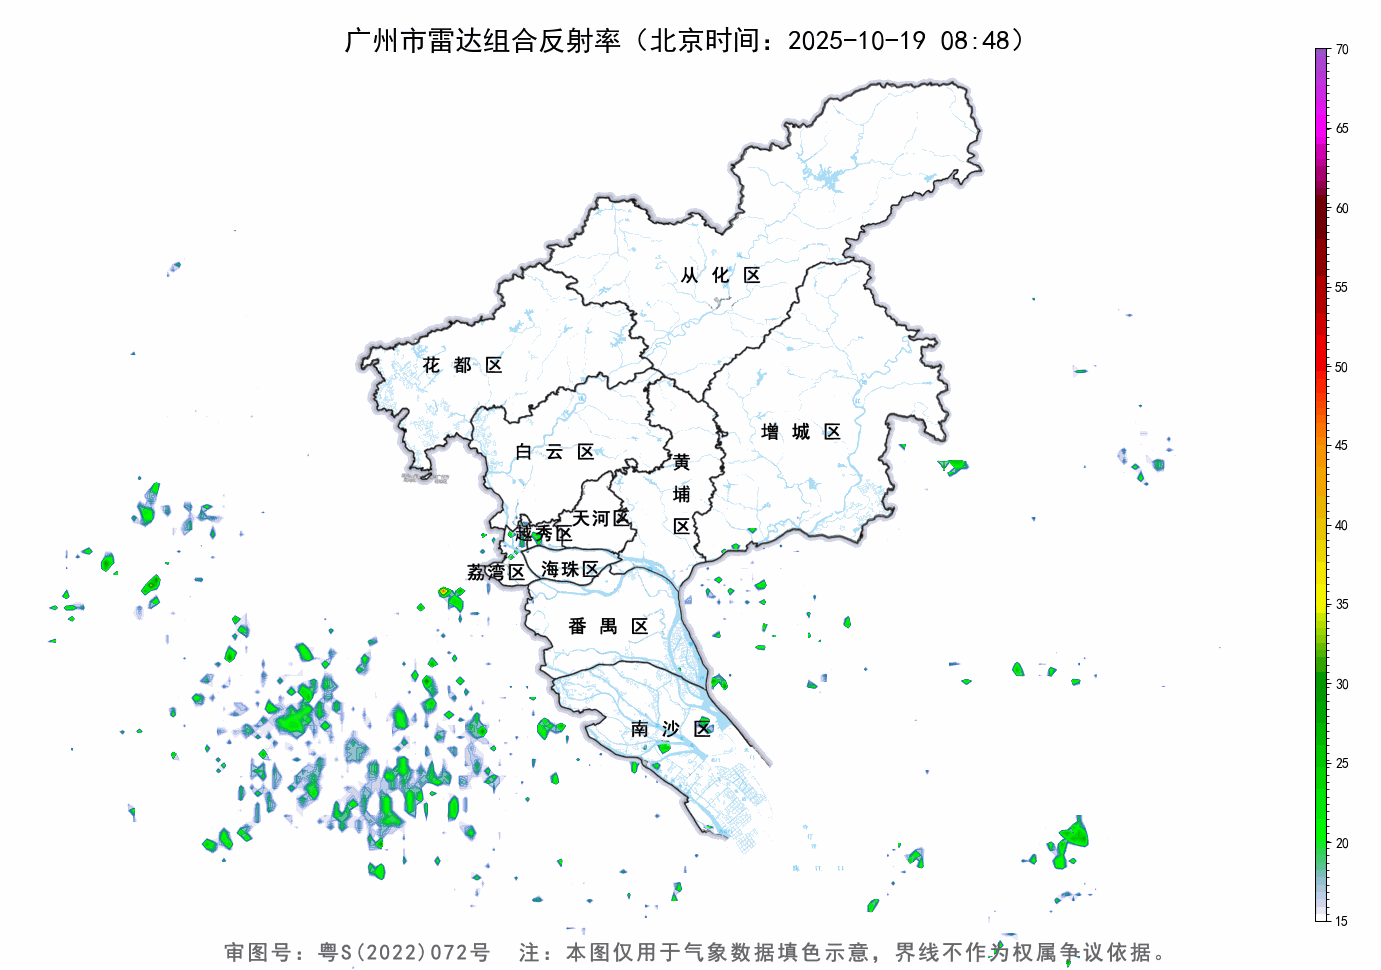 广州市雷达组合反射率（北京时间：2025-10-19 08:48）
70
65
60
55
50
45
40
35
30
25
20
15
从化区
花都区
增城区
白云区
黄埔区
天河区
越秀区
海珠区
荔湾区
番禺区
南沙区
审图号：粤S(2022)072号 注：本图仅用于气象数据填色示意，界线不作为权属争议依据。